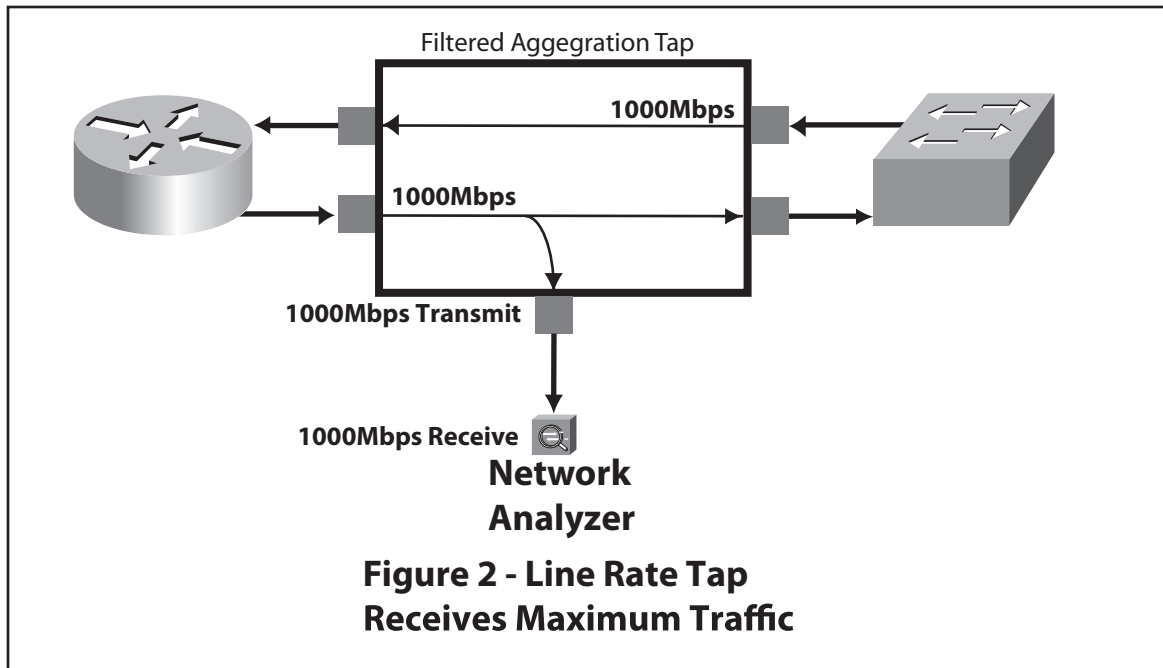 Filtered Aggegration Tap
1000Mbps
1000Mbps
1000Mbps Transmit
1000Mbps Receive
Network
Analyzer
Figure 2 - Line Rate Tap
Receives Maximum Traffic